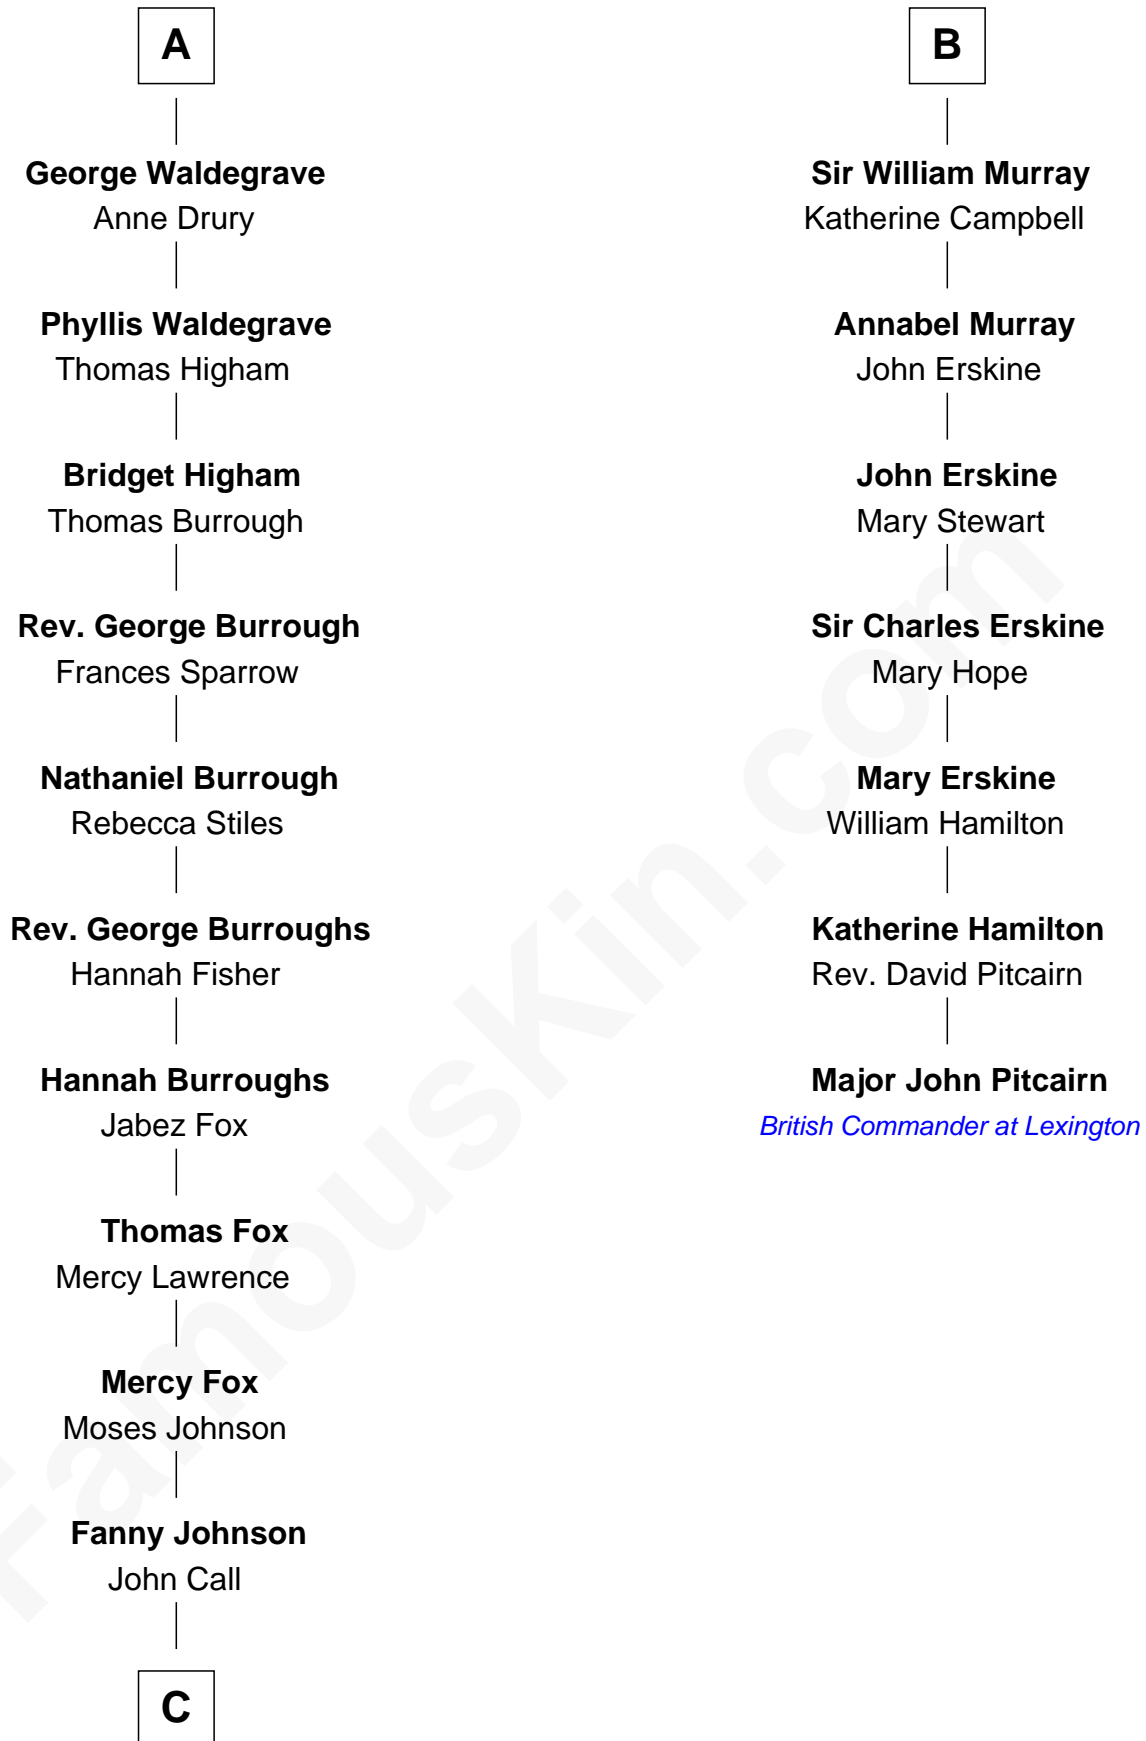 A
George Waldegrave
Anne Drury
Phyllis Waldegrave
Thomas Higham
Bridget Higham
Thomas Burrough
Rev. George Burrough
Frances Sparrow
Nathaniel Burrough
Rebecca Stiles
Rev. George Burroughs
Hannah Fisher
Hannah Burroughs
Jabez Fox
Thomas Fox
Mercy Lawrence
Mercy Fox
Moses Johnson
Fanny Johnson
John Call
C
B
Sir William Murray
Katherine Campbell
Annabel Murray
John Erskine
John Erskine
Mary Stewart
Sir Charles Erskine
Mary Hope
Mary Erskine
William Hamilton
Katherine Hamilton
Rev. David Pitcairn
Major John Pitcairn
British Commander at Lexington
FamousKin.com